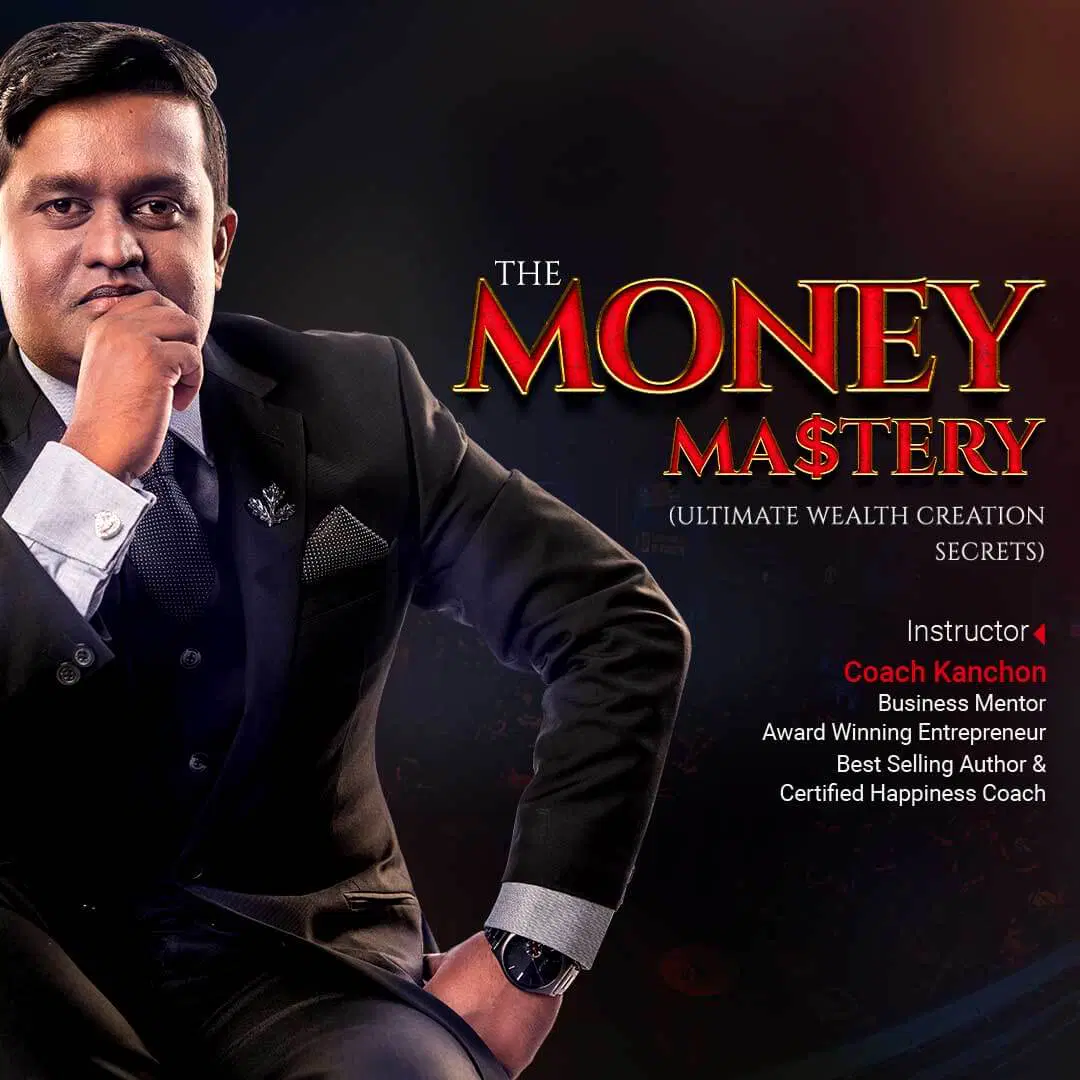 THE
MONEY
MA$TERY
(ULTIMATE WEALTH CREATION
SECRETS)
Instructor
Coach Kanchon
Business Mentor
Award Winning Entrepreneur
Best Selling Author &
Certified Happiness Coach